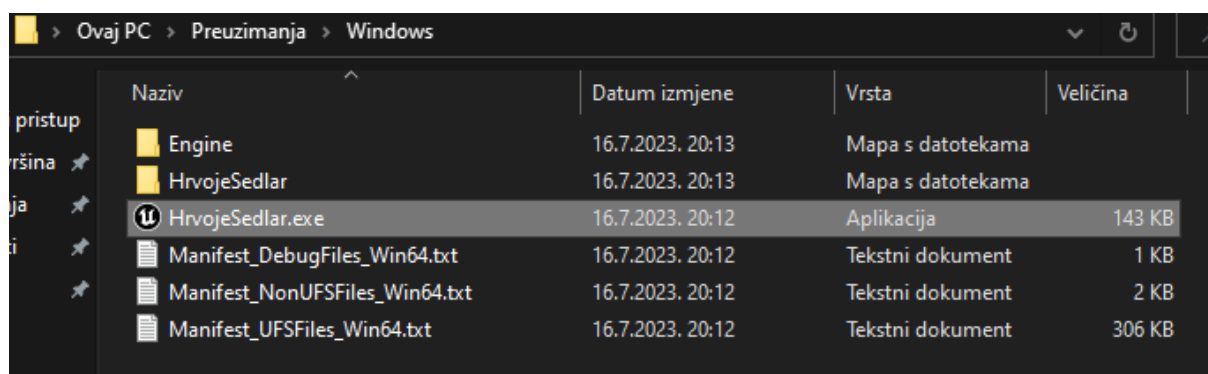 Ovaj PC > Preuzimanja > Windows
Naziv Datum izmjene Vrsta Veličina
pristup
Engine 16.7.2023. 20:13 Mapa s datotekama
HrvojeSedlar 16.7.2023. 20:13 Mapa s datotekama
HrvojeSedlar.exe 16.7.2023. 20:12 Aplikacija 143 KB
Manifest_DebugFiles_Win64.txt 16.7.2023. 20:12 Tekstni dokument 1 KB
Manifest_NonUFSFiles_Win64.txt 16.7.2023. 20:12 Tekstni dokument 2 KB
Manifest_UFSFiles_Win64.txt 16.7.2023. 20:12 Tekstni dokument 306 KB